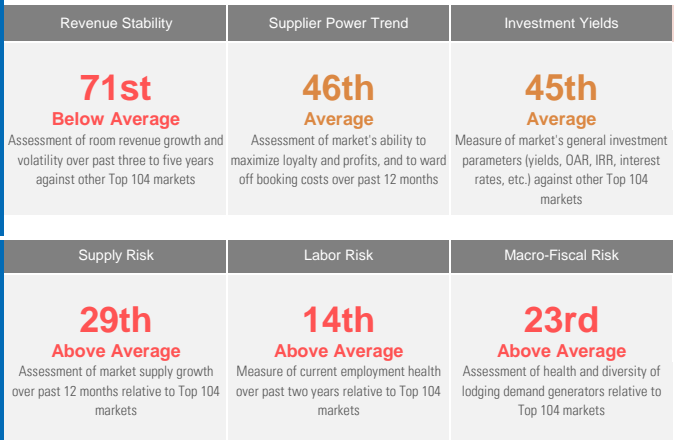 Revenue Stability
Supplier Power Trend
Investment Yields
71st
Below Average
Assessment of room revenue growth and
volatility over past three to five years
against other Top 104 markets
46th
Average
Assessment of market's ability to
maximize loyalty and profits, and to ward
off booking costs over past 12 months
45th
Average
Measure of market's general investment
parameters (yields, OAR, IRR, interest
rates, etc.) against other Top 104
markets
Supply Risk
Labor Risk
Macro-Fiscal Risk
29th
Above Average
Assessment of market supply growth
over past 12 months relative to Top 104
markets
14th
Above Average
Measure of current employment health
over past two years relative to Top 104
markets
23rd
Above Average
Assessment of health and diversity of
lodging demand generators relative to
Top 104 markets